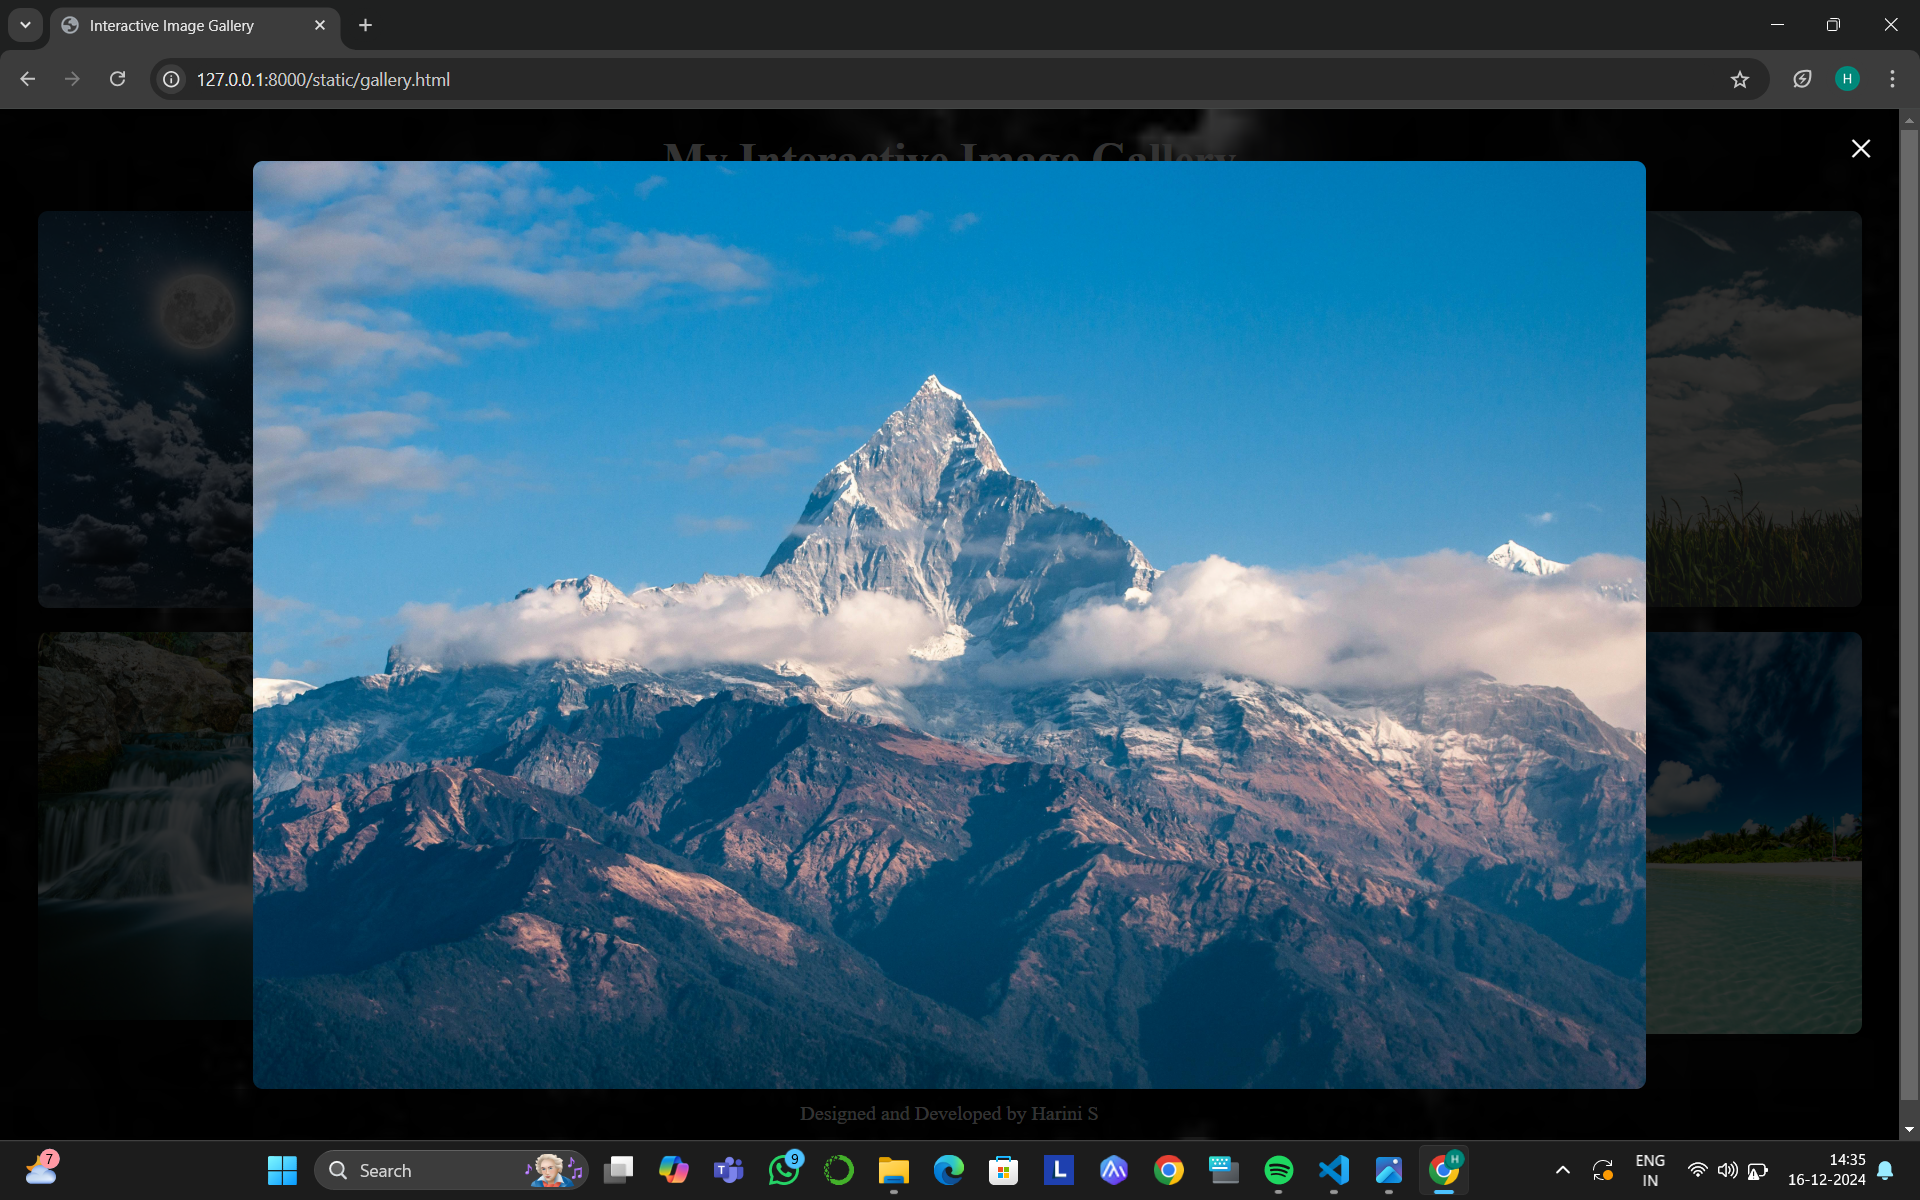 Interactive Image Gallery
127.0.0.1:8000/static/gallery.html
H
My Interactive Image Gallery
Designed and Developed by Harini S
7
Search
T
9
L
H
ENG
IN
14:35
16-12-2024